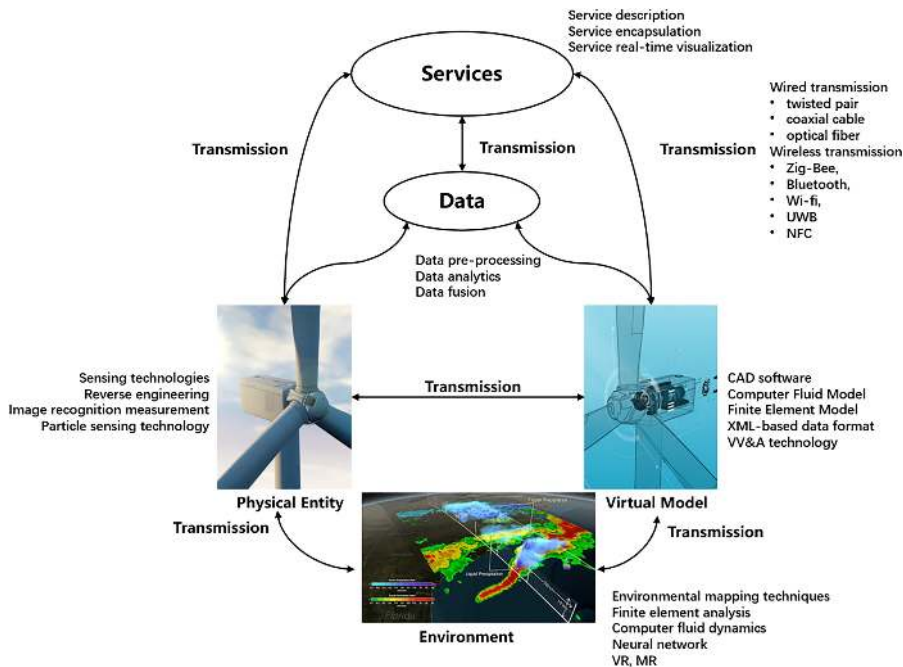 Service description
Service encapsulation
Service real-time visualization
Services
Wired transmission
• twisted pair
• coaxial cable
• optical fiber
Wireless transmission
• Zig-Bee,
• Bluetooth,
• Wi-fi,
• UWB
• NFC
Transmission
Transmission
Transmission
Data
Data pre-processing
Data analytics
Data fusion
Sensing technologies
Reverse engineering
Image recognition measurement
Particle sensing technology
Transmission
CAD software
Computer Fluid Model
Finite Element Model
XML-based data format
VV&A technology
Physical Entity
Virtual Model
Transmission
Transmission
Liquid Precipitation
Florida
Environment
Environmental mapping techniques
Finite element analysis
Computer fluid dynamics
Neural network
VR, MR